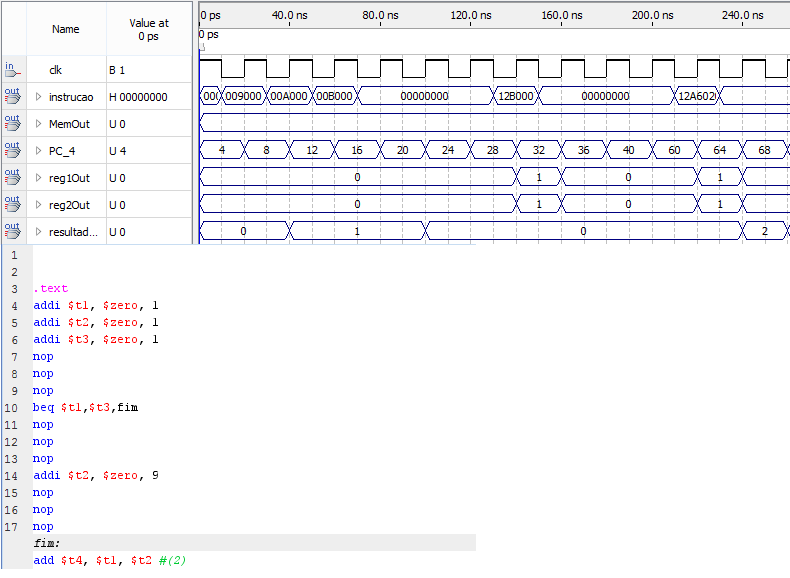 Name Value at 0 ps 0 ps 40.0 ns 80.0 ns 120.0 ns 160.0 ns 200.0 ns 240.0 ns
0 ps
in clk B 1
out instrucao H 00000000 00( 009000 00A000 00B000 00000000 12B000 00000000 12A602
out MemOut U 0
out PC_4 U 4 4 8 12 16 20 24 28 32 36 40 60 64 68
out reg1Out U 0 0 1 0 1
out reg2Out U 0 0 1 0 1
out resultad... U 0 0 1 0 2
1
2
3 .text
4 addi $t1, $zero, 1
5 addi $t2, $zero, 1
6 addi $t3, $zero, 1
7 nop
8 nop
9 nop
10 beq $t1,$t3,fim
11 nop
12 nop
13 nop
14 addi $t2, $zero, 9
15 nop
16 nop
17 nop
fim:
add $t4, $t1, $t2 #(2)